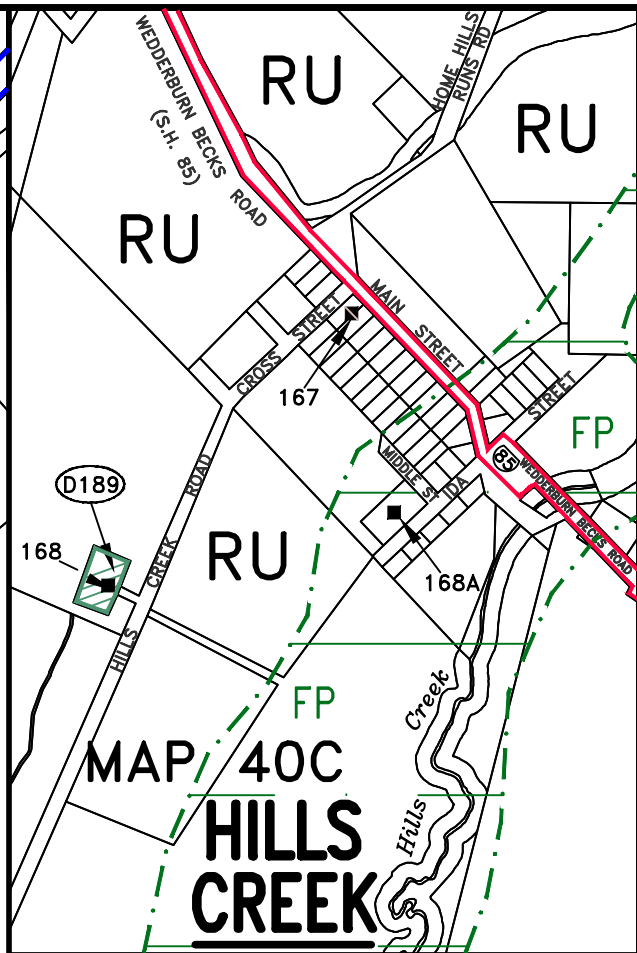 HOME HILLS
RUNS RD
WEDDERBURN BECKS
(S.H. 85)
ROAD
RU
RU
RU
MAIN
STREET
CROSS
STREET
167
STREET
FP
85
WEDDERBURN BECKS ROAD
MIDDLE St
IDA
D189
168
HILLS
CREEK
ROAD
RU
168A
FP
Hills
Creek
MAP 40C
HILLS
CREEK